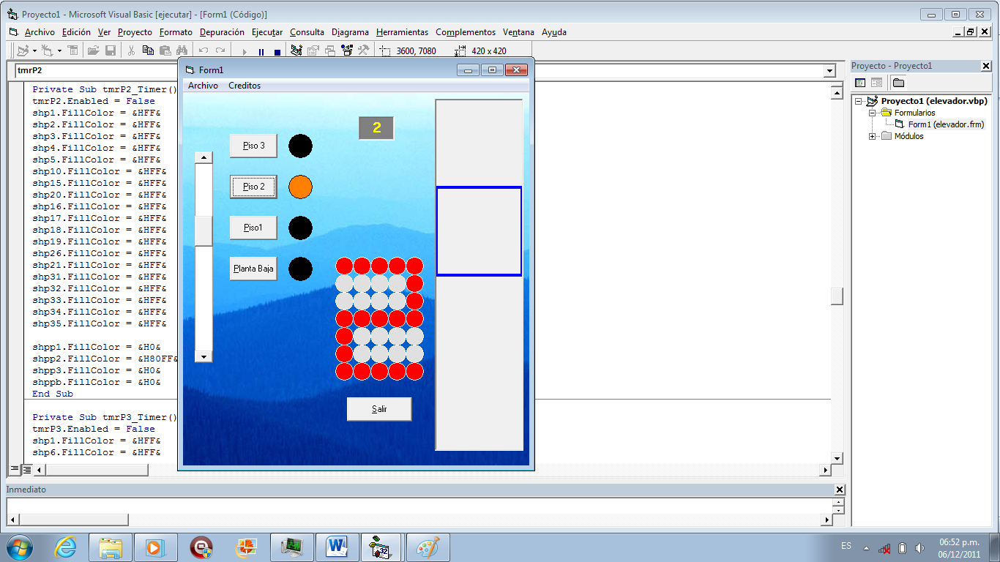 Proyecto1 - Microsoft Visual Basic [ejecutar] - [Form1 (Código)]
Archivo Edición Ver Proyecto Formato Depuración Ejecutar Consulta Diagrama Herramientas Complementos Ventana Ayuda
3600, 7080 420 x 420
tmrP2
Private Sub tmrP2_Timer()
tmrP2.Enabled = False
shp1.FillColor = &HFF&
shp2.FillColor = &HFF&
shp3.FillColor = &HFF&
shp4.FillColor = &HFF&
shp5.FillColor = &HFF&
shp10.FillColor = &HFF&
shp15.FillColor = &HFF&
shp20.FillColor = &HFF&
shp16.FillColor = &HFF&
shp17.FillColor = &HFF&
shp18.FillColor = &HFF&
shp19.FillColor = &HFF&
shp26.FillColor = &HFF&
shp21.FillColor = &HFF&
shp31.FillColor = &HFF&
shp32.FillColor = &HFF&
shp33.FillColor = &HFF&
shp34.FillColor = &HFF&
shp35.FillColor = &HFF&
shpp1.FillColor = &H0&
shpp2.FillColor = &H80FF&
shpp3.FillColor = &H0&
shppb.FillColor = &H0&
End Sub
Private Sub tmrP3_Timer()
tmrP3.Enabled = False
shp1.FillColor = &HFF&
shp6.FillColor = &HFF&
Form1
Archivo Creditos
2
Piso 3
Piso 2
Piso1
Planta Baja
Salir
Proyecto - Proyecto1
Proyecto1 (elevador.vbp)
Formularios
Form1 (elevador.frm)
Módulos
Inmediato
W
32
ES
06:52 p.m.
06/12/2011